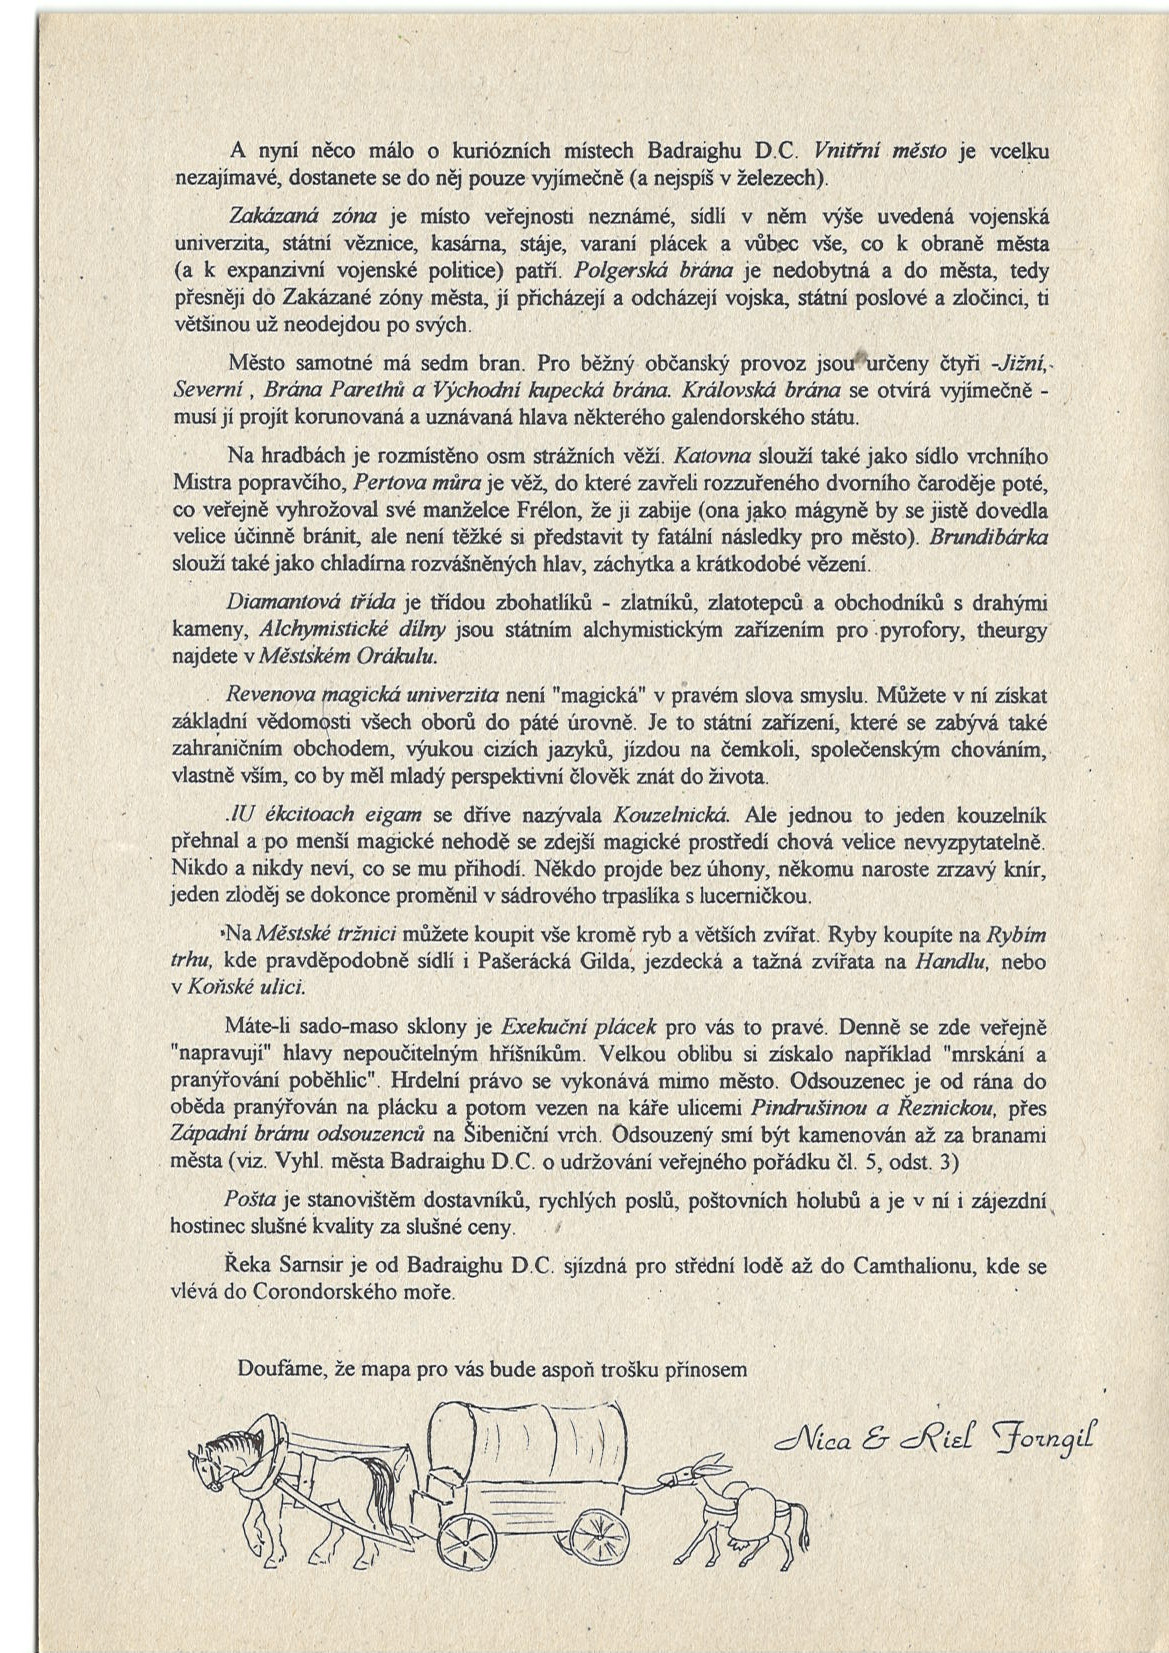 A nyní něco málo o kuriózních místech Badraighu D.C. Vnitřní město je vcelku
nezajímavé, dostanete se do něj pouze vyjímečně (a nejspíš v železech).
Zakázaná zóna je místo veřejnosti neznámé, sídlí v něm výše uvedená vojenská
univerzita, státní věznice, kasárna, stáje, varaní plácek a vůbec vše, co k obraně města
(a k expanzivní vojenské politice) patří. Polgerská brána je nedobytná a do města, tedy
přesněji do Zakázané zóny města, jí přicházejí a odcházejí vojska, státní poslové a zločinci, ti
většinou už neodejdou po svých.
Město samotné má sedm bran. Pro běžný občanský provoz jsou určeny čtyři -Jižní,
Severní , Brána Parethů a Východní kupecká brána. Královská brána se otvírá vyjímečně -
musí jí projít korunovaná a uznávaná hlava některého galendorského státu.
Na hradbách je rozmístěno osm strážních věží. Katovna slouží také jako sídlo vrchního
Mistra popravčího, Pertova můra je věž, do které zavřeli rozzuřeného dvorního čaroděje poté,
co veřejně vyhrožoval své manželce Frélon, že ji zabije (ona jako mágyně by se jistě dovedla
velice účinně bránit, ale není těžké si představit ty fatální následky pro město). Brundibárka
slouží také jako chladírna rozvášněných hlav, záchytka a krátkodobé vězení.
Diamantová třída je třídou zbohatlíků - zlatníků, zlatotepců a obchodníků s drahými
kameny, Alchymistické dílny jsou státním alchymistickým zařízením pro pyrofory, theurgy
najdete v Městském Orákulu.
Revenova magická univerzita není "magická" v pravém slova smyslu. Můžete v ní získat
základní vědomosti všech oborů do páté úrovně. Je to státní zařízení, které se zabývá také
zahraničním obchodem, výukou cizích jazyků, jízdou na čemkoli, společenským chováním,
vlastně vším, co by měl mladý perspektivní člověk znát do života.
.lU ékcitoach eigam se dříve nazývala Kouzelnická. Ale jednou to jeden kouzelník
přehnal a po menší magické nehodě se zdejší magické prostředí chová velice nevyzpytatelně.
Nikdo a nikdy neví, co se mu přihodí. Někdo projde bez úhony, někomu naroste zrzavý knír,
jeden zloděj se dokonce proměnil v sádrového trpaslíka s lucerničkou.
Na Městské tržnici můžete koupit vše kromě ryb a větších zvířat. Ryby koupíte na Rybím
trhu, kde pravděpodobně sídlí i Pašerácká Gilda, jezdecká a tažná zvířata na Handlu, nebo
v Koňské ulici.
Máte-li sado-maso sklony je Exekuční plácek pro vás to pravé. Denně se zde veřejně
"napravují" hlavy nepoučitelným hříšníkům. Velkou oblibu si získalo například "mrskání a
pranýřování poběhlic". Hrdelní právo se vykonává mimo město. Odsouzenec je od rána do
oběda pranýřován na plácku a potom vezen na káře ulicemi Pindrušinou a Řeznickou, přes
Západní bránu odsouzenců na Šibeniční vrch. Odsouzený smí být kamenován až za branami
města (viz. Vyhl. města Badraighu D.C. o udržování veřejného pořádku čl. 5, odst. 3)
Pošta je stanovištěm dostavníků, rychlých poslů, poštovních holubů a je v ní i zájezdní
hostinec slušné kvality za slušné ceny.
Řeka Sarnsir je od Badraighu D.C. sjízdná pro střední lodě až do Camthalionu, kde se
vlévá do Corondorského moře.
Doufáme, že mapa pro vás bude aspoň trošku přínosem
Nica & Riel Forngil